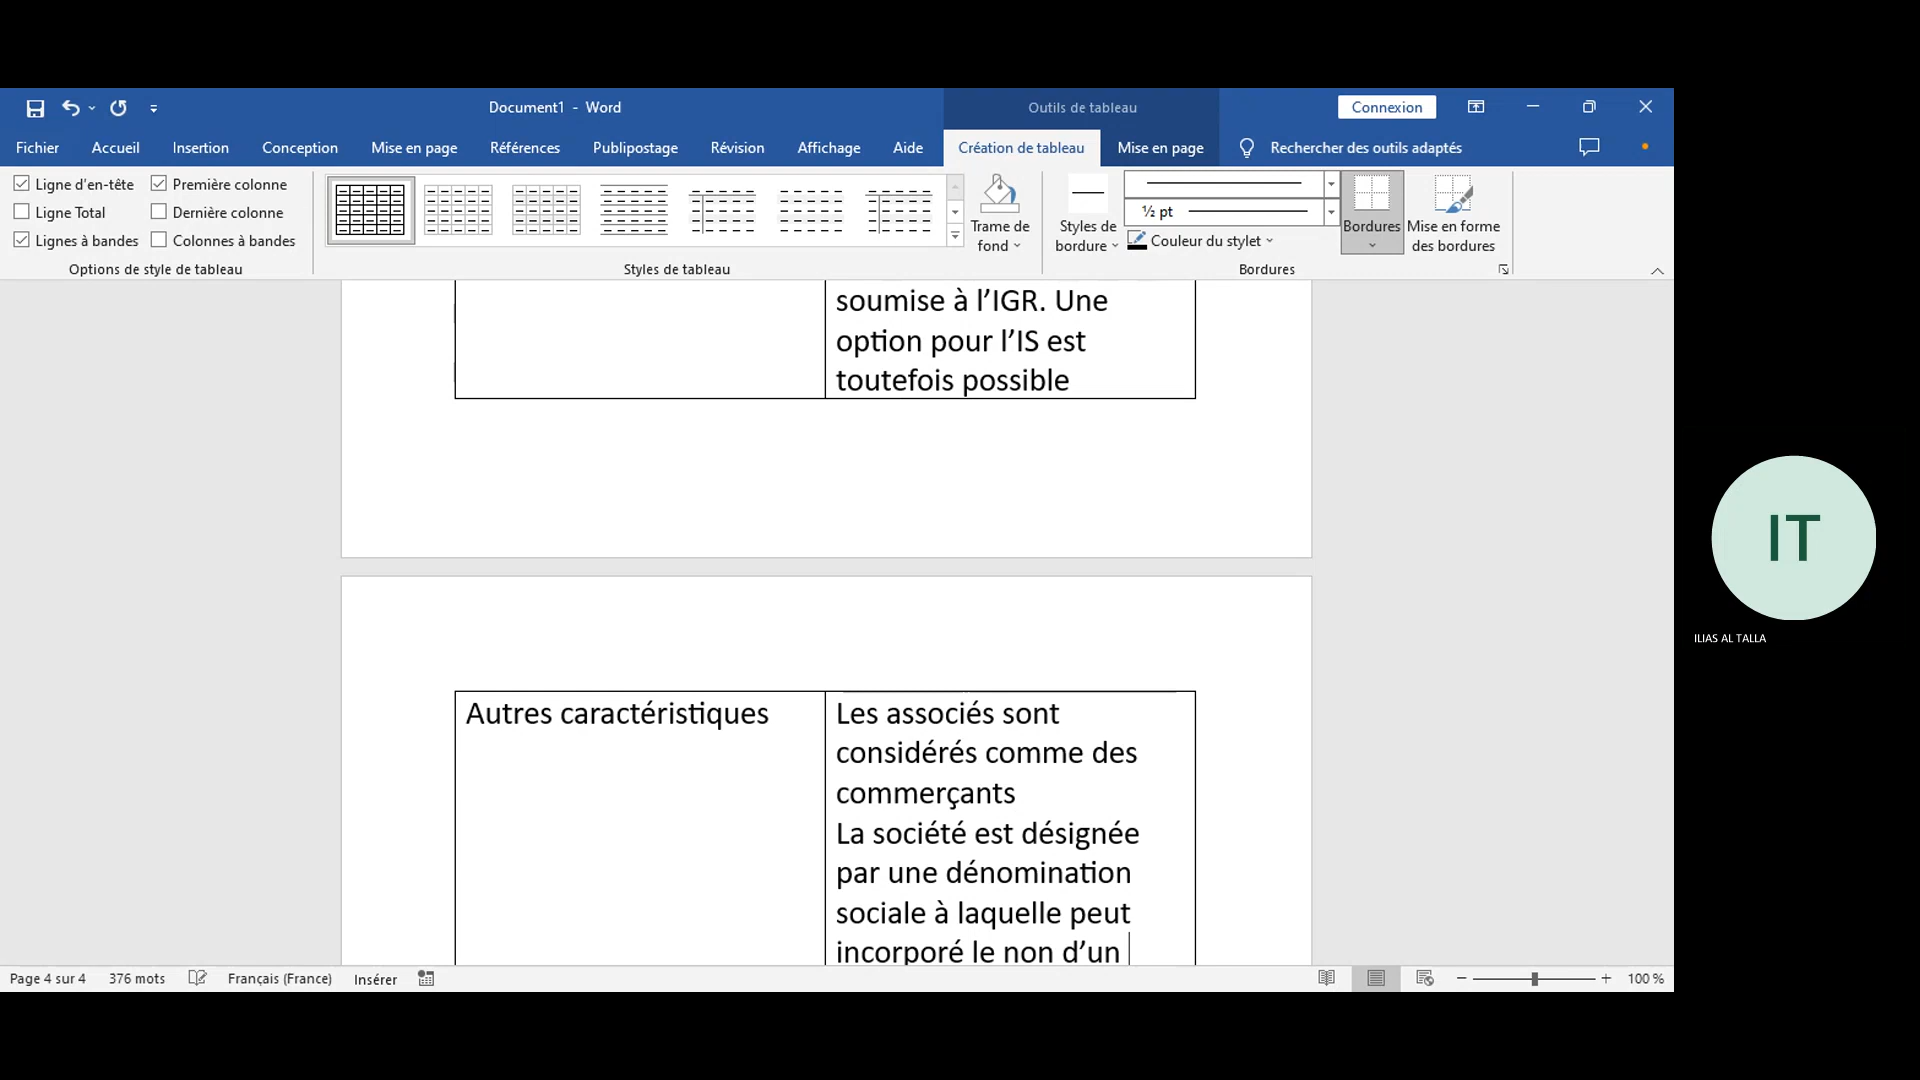 Document1 - Word
Outils de tableau
Connexion
Fichier
Accueil
Insertion
Conception
Mise en page
Références
Publipostage
Révision
Affichage
Aide
Création de tableau
Mise en page
Rechercher des outils adaptés
Ligne d'en-tête
Première colonne
Ligne Total
Dernière colonne
Lignes à bandes
Colonnes à bandes
Options de style de tableau
Styles de tableau
Trame de
fond
Styles de
bordure
½ pt
Couleur du stylet
Bordures
Mise en forme
des bordures
Bordures
soumise à l’IGR. Une
option pour l’IS est
toutefois possible
Autres caractéristiques
Les associés sont
considérés comme des
commerçants
La société est désignée
par une dénomination
sociale à laquelle peut
incorporé le non d’un
IT
ILIAS AL TALLA
Page 4 sur 4
376 mots
Français (France)
Insérer
100 %